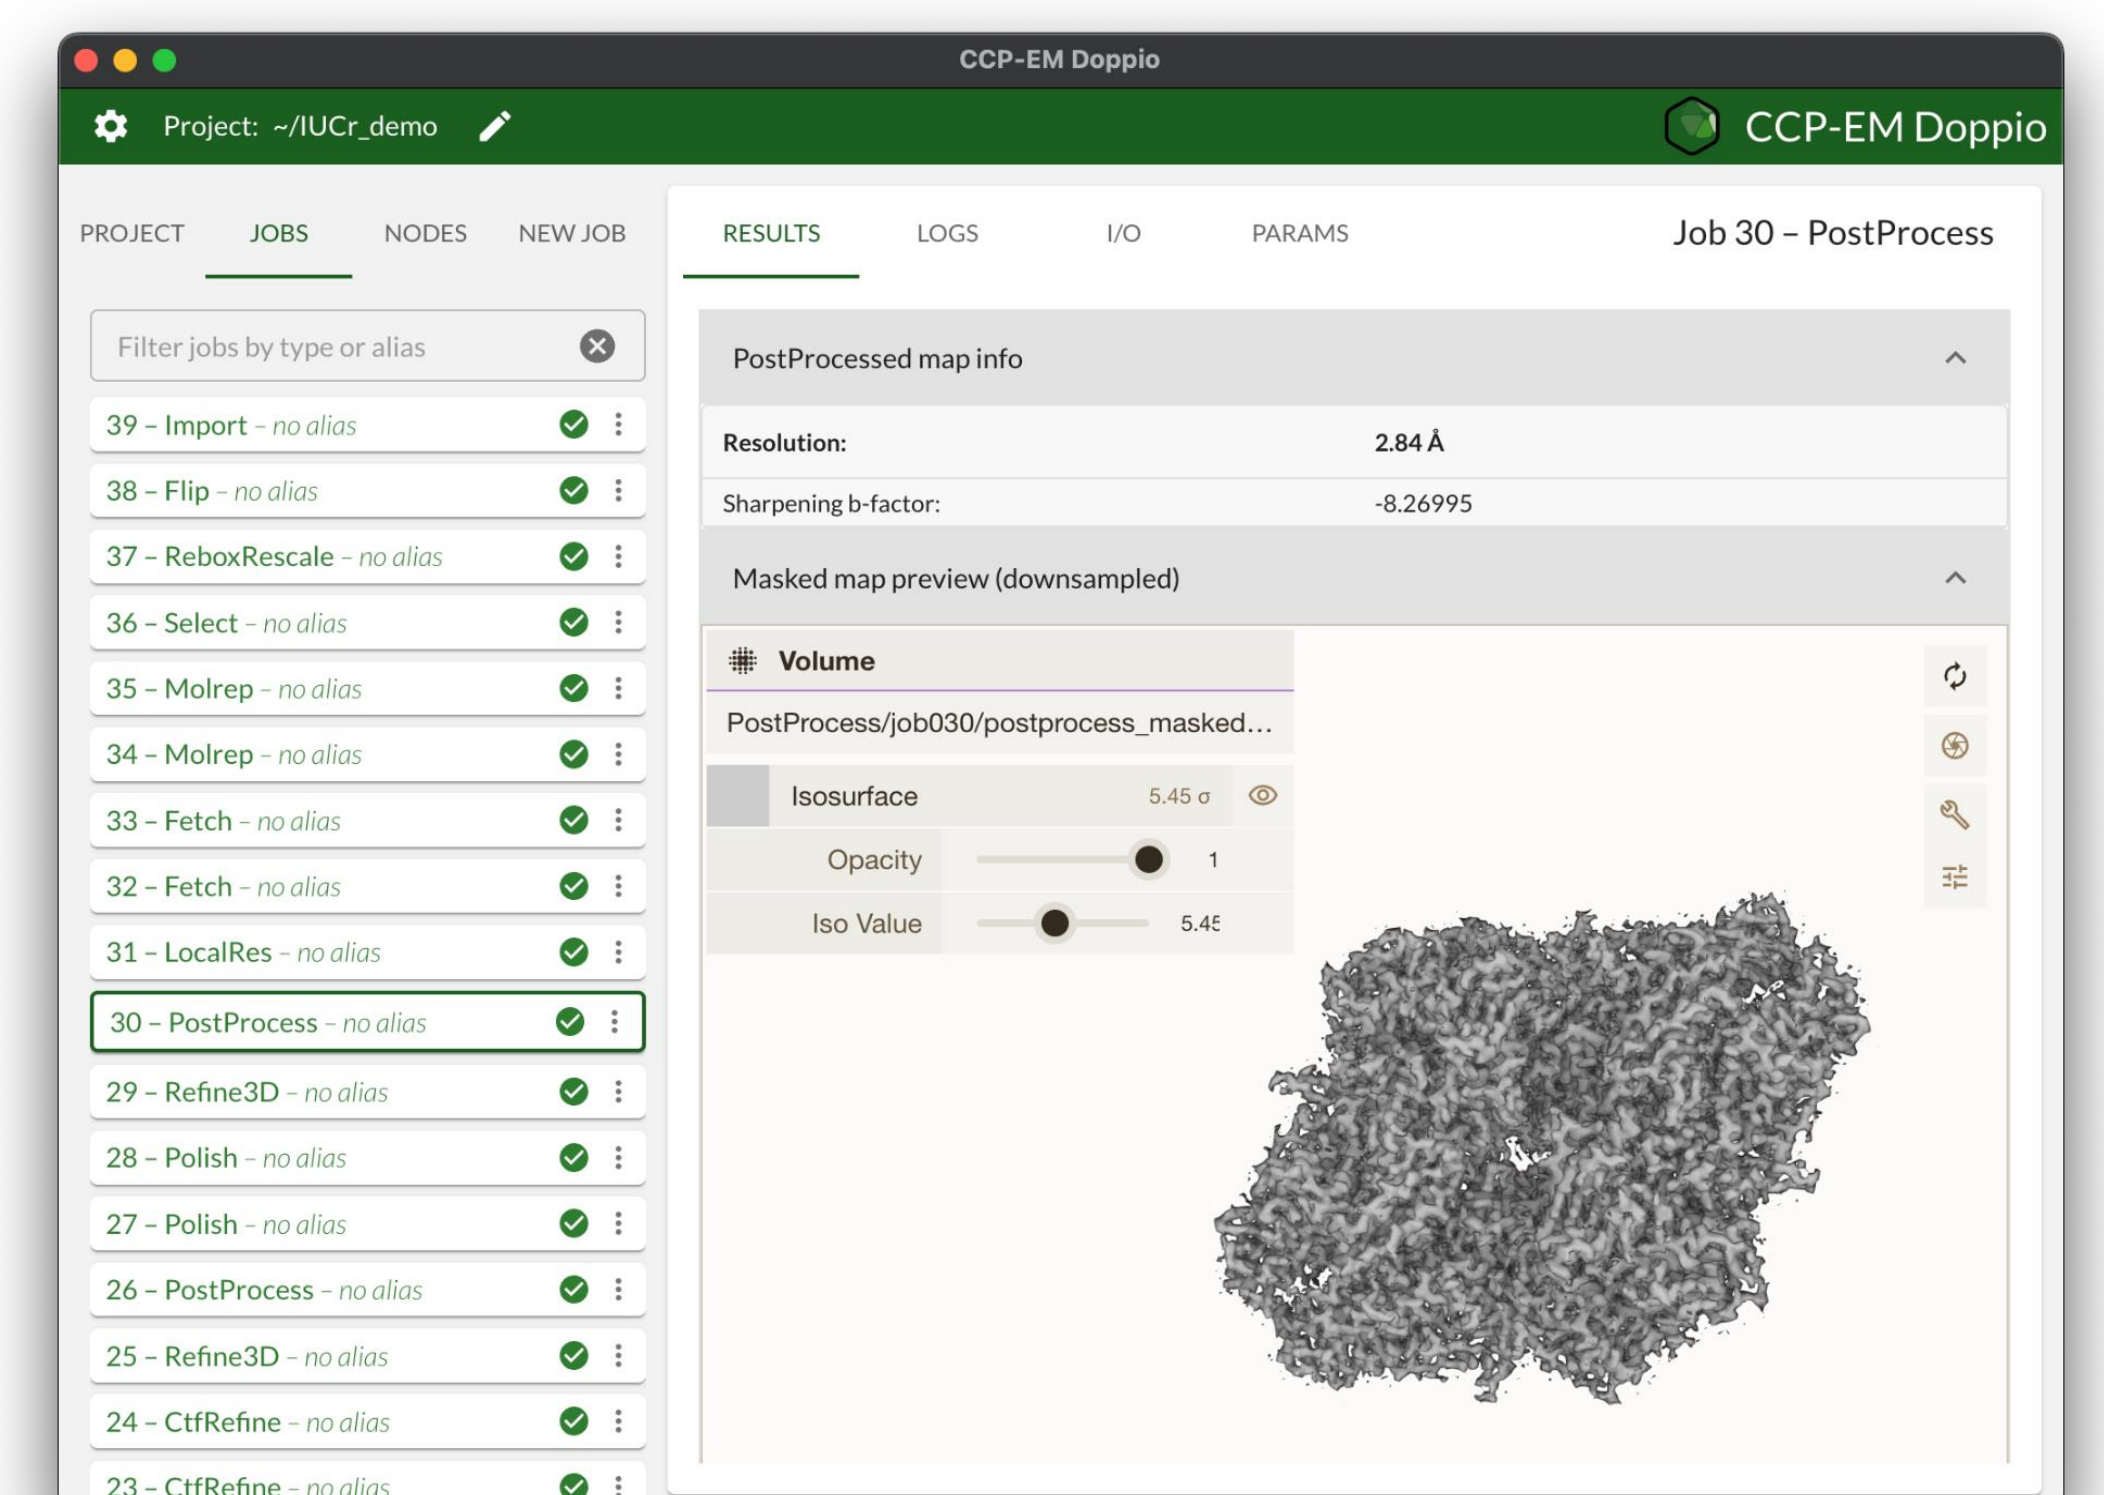 CCP-EM Doppio
Project: ~/IUCr_demo
CCP-EM Doppio
PROJECT JOBS NODES NEW JOB
Filter jobs by type or alias
39 – Import – no alias
38 – Flip – no alias
37 – ReboxRescale – no alias
36 – Select – no alias
35 – Molrep – no alias
34 – Molrep – no alias
33 – Fetch – no alias
32 – Fetch – no alias
31 – LocalRes – no alias
30 – PostProcess – no alias
29 – Refine3D – no alias
28 – Polish – no alias
27 – Polish – no alias
26 – PostProcess – no alias
25 – Refine3D – no alias
24 – CtfRefine – no alias
23 – CtfRefine – no alias
RESULTS LOGS I/O PARAMS
Job 30 – PostProcess
PostProcessed map info
Resolution: 2.84 Å
Sharpening b-factor: -8.26995
Masked map preview (downsampled)
Volume
PostProcess/job030/postprocess_masked...
Isosurface 5.45 σ
Opacity 1
Iso Value 5.45